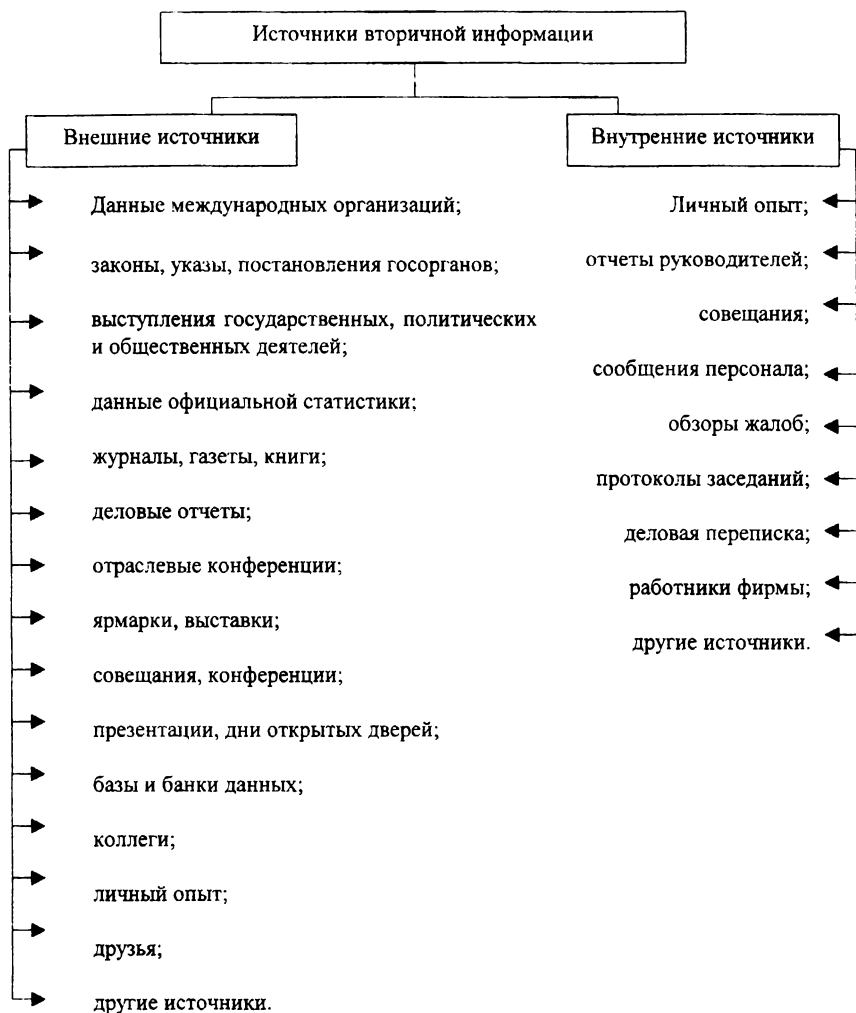 Источники вторичной информации
Внешние источники
Данные международных организаций;
законы, указы, постановления госорганов;
выступления государственных, политических
и общественных деятелей;
данные официальной статистики;
журналы, газеты, книги;
деловые отчеты;
отраслевые конференции;
ярмарки, выставки;
совещания, конференции;
презентации, дни открытых дверей;
базы и банки данных;
коллеги;
личный опыт;
друзья;
другие источники.
Внутренние источники
Личный опыт;
отчеты руководителей;
совещания;
сообщения персонала;
обзоры жалоб;
протоколы заседаний;
деловая переписка;
работники фирмы;
другие источники.